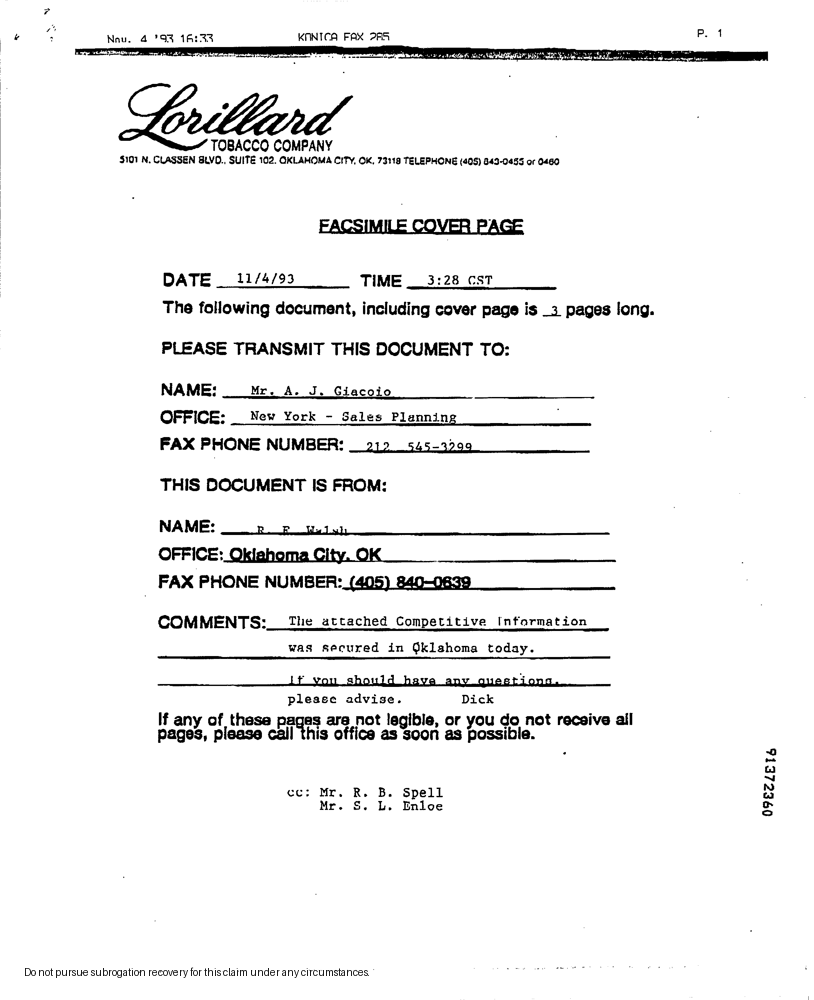 Nov. 4 '93 16:33 KONICA FAX 265 P. 1
Lorillard
TOBACCO COMPANY
5101 N. CLASSEN BLVD., SUITE 102, OKLAHOMA CITY, OK, 73118 TELEPHONE (405) 843-0455 or 0460
FACSIMILE COVER PAGE
DATE 11/4/93 TIME 3:28 CST
The following document, including cover page is 3 pages long.
PLEASE TRANSMIT THIS DOCUMENT TO:
NAME: Mr. A. J. Giacoio
OFFICE: New York - Sales Planning
FAX PHONE NUMBER: 212 545-3299
THIS DOCUMENT IS FROM:
NAME: R.
OFFICE: Oklahoma City, OK
FAX PHONE NUMBER: (405) 840-0639
COMMENTS: The attached Competitive Information
was secured in Oklahoma today.
If you should have any questions,
please advise. Dick
If any of these pages are not legible, or you do not receive all
pages, please call this office as soon as possible.
cc: Mr. R. B. Spell
Mr. S. L. Enloe
91372360
Do not pursue subrogation recovery for this claim under any circumstances.